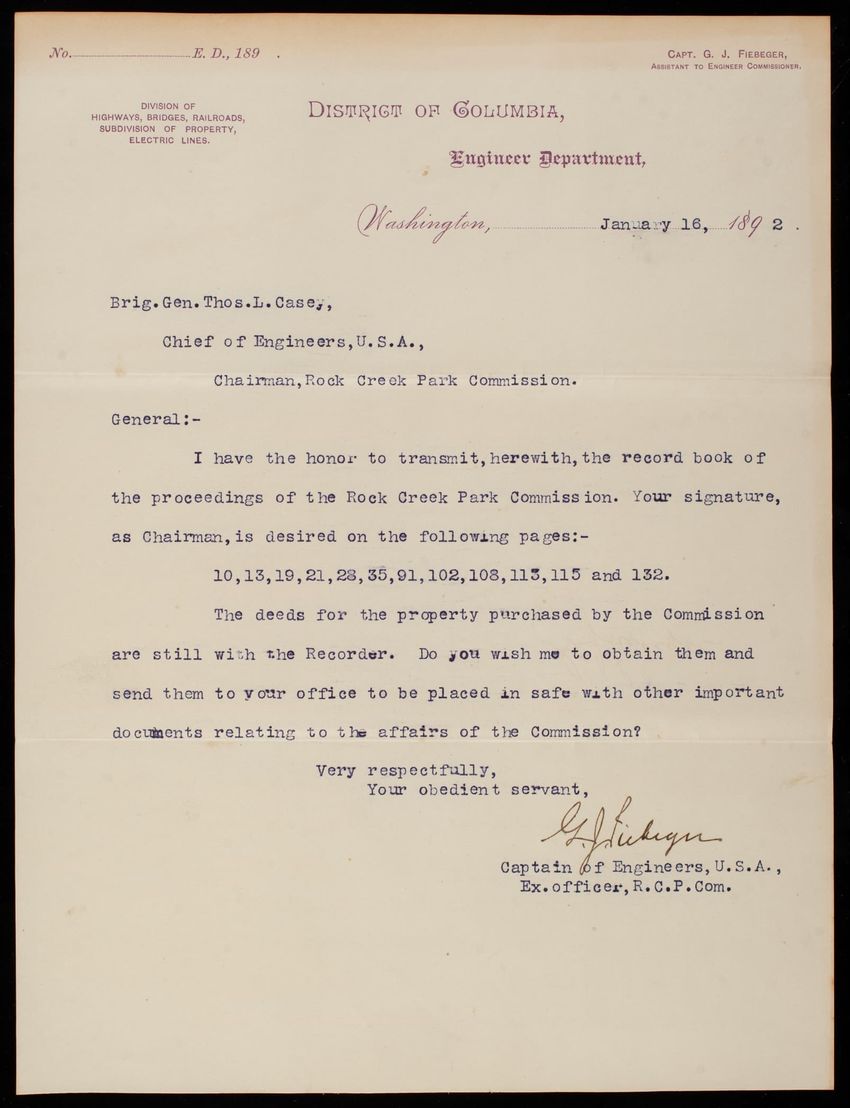 No. E. D., 189 .
CAPT. G. J. FIEBEGER,
ASSISTANT TO ENGINEER COMMISSIONER.
DIVISION OF
HIGHWAYS, BRIDGES, RAILROADS,
SUBDIVISION OF PROPERTY,
ELECTRIC LINES.
DISTRICT OF COLUMBIA,
Engineer Department,
Washington, January 16, 1892.
Brig.Gen.Thos.L.Casey,
Chief of Engineers,U.S.A.,
Chairman,Rock Creek Park Commission.
General:-
I have the honor to transmit,herewith,the record book of
the proceedings of the Rock Creek Park Commission. Your signature,
as Chairman,is desired on the following pages:-
10,13,19,21,28,35,91,102,108,113,115 and 132.
The deeds for the property purchased by the Commission
are still with the Recorder. Do you wish me to obtain them and
send them to your office to be placed in safe with other important
documents relating to the affairs of the Commission?
Very respectfully,
Your obedient servant,
G.J.Fiebeger
Captain of Engineers,U.S.A.,
Ex.officer,R.C.P.Com.